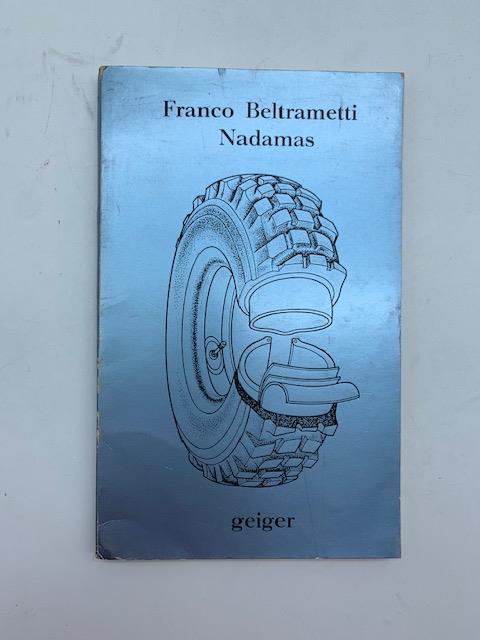 Franco Beltrametti
Nadamas
geiger